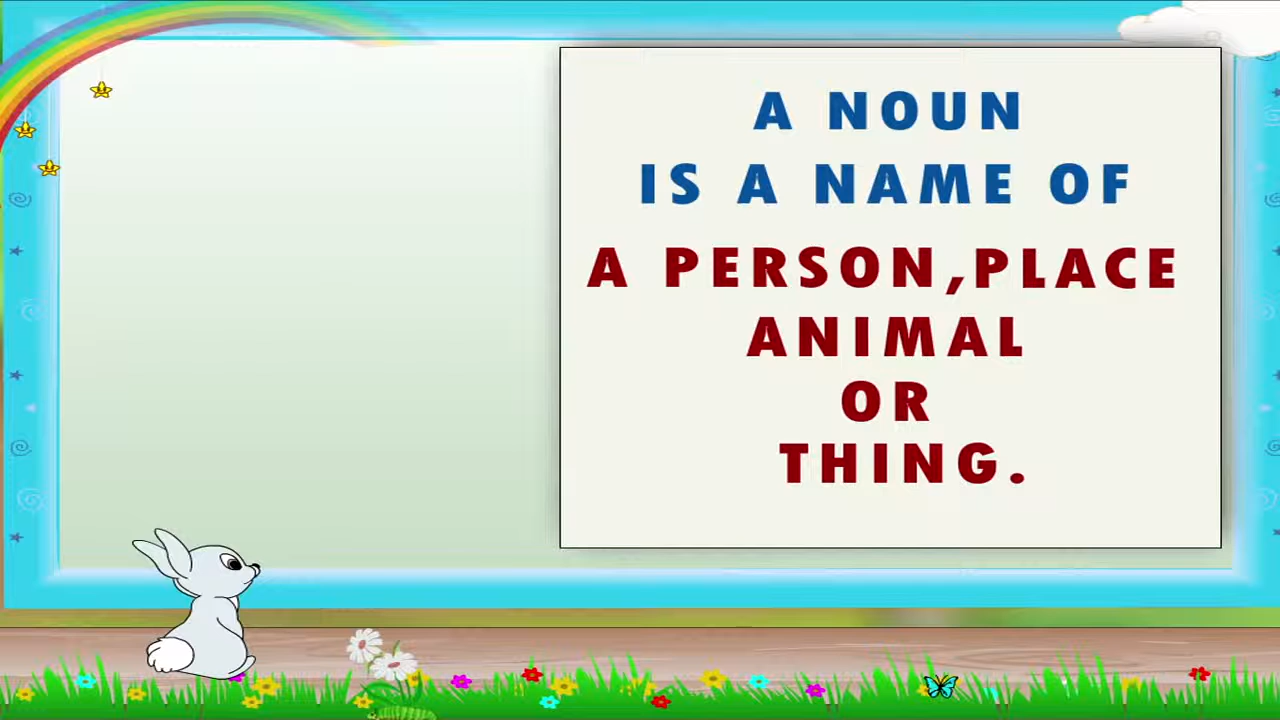 A NOUN
IS A NAME OF
A PERSON,PLACE
ANIMAL
OR
THING.